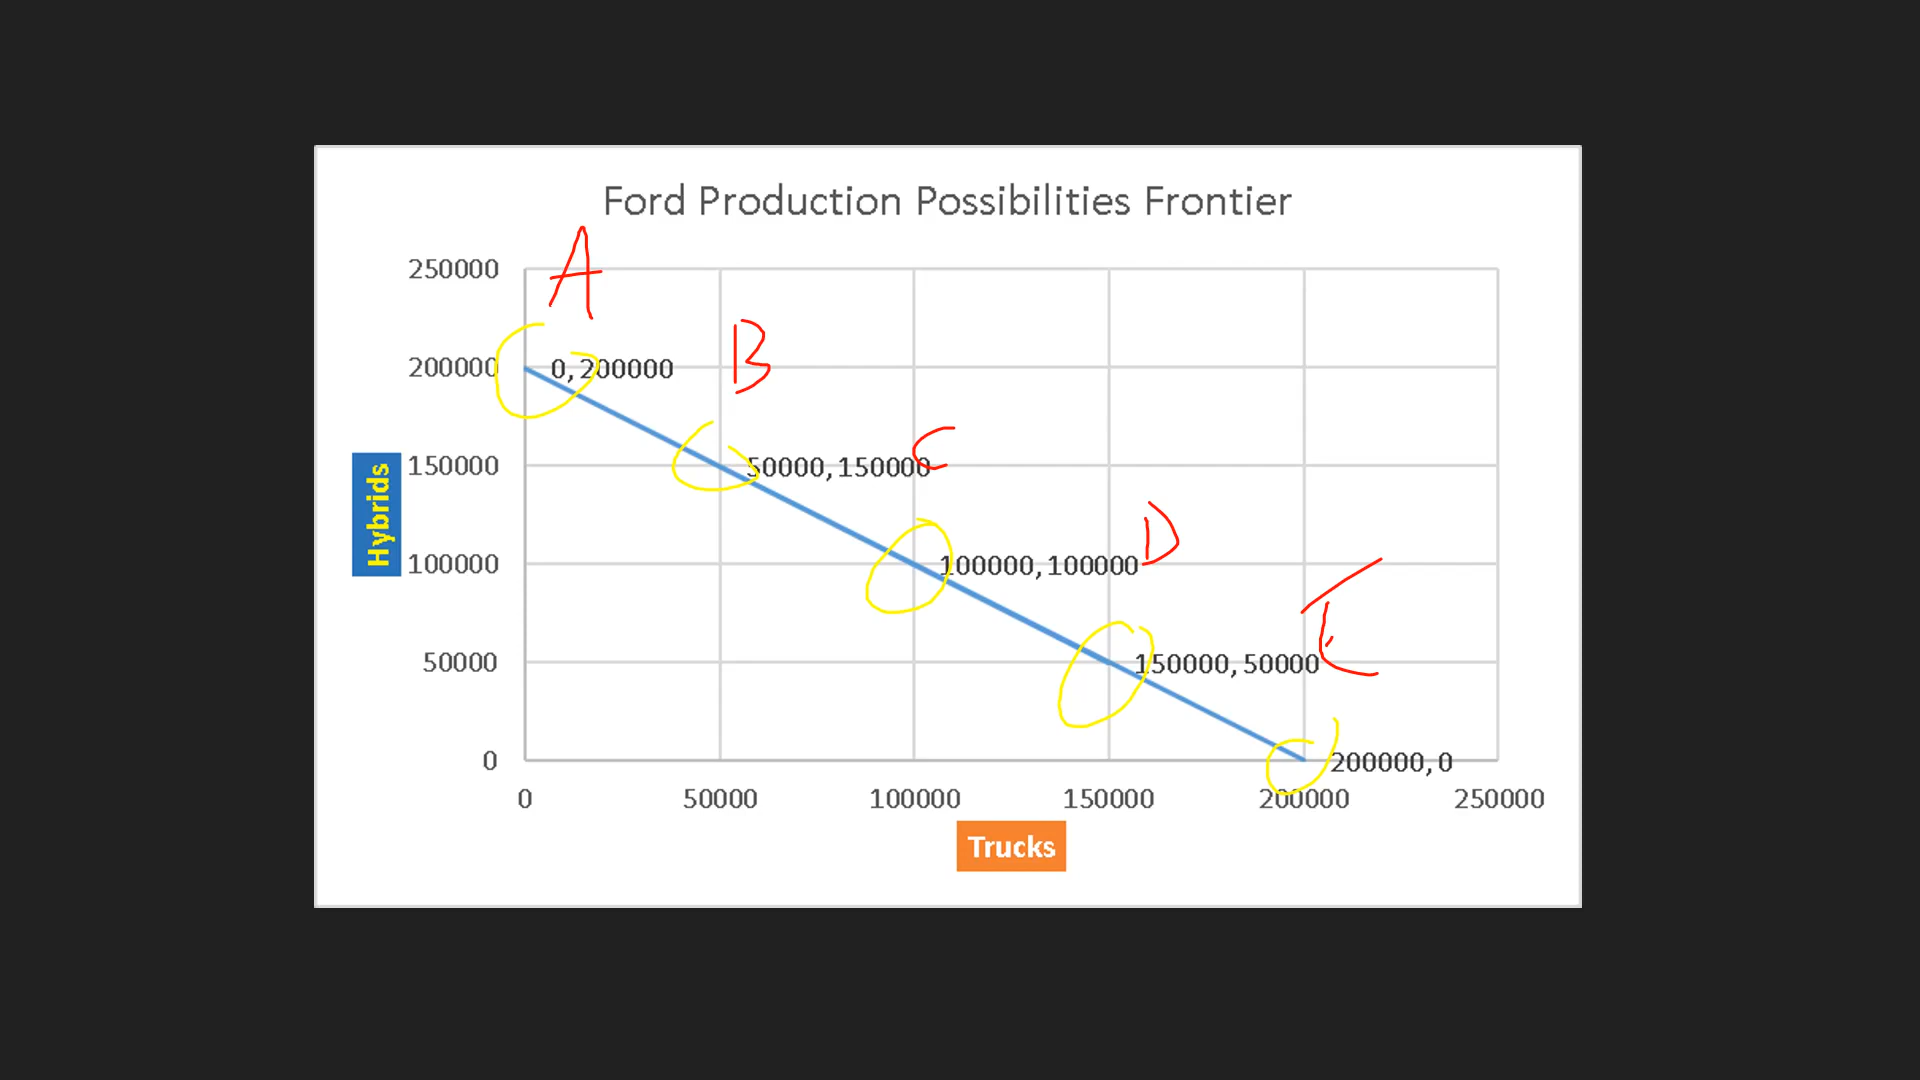 Ford Production Possibilities Frontier
A
250000
B
200000
0, 200000
C
150000
50000, 150000
D
Hybrids
100000
100000, 100000
E
50000
150000, 50000
0
200000, 0
0 50000 100000 150000 200000 250000
Trucks